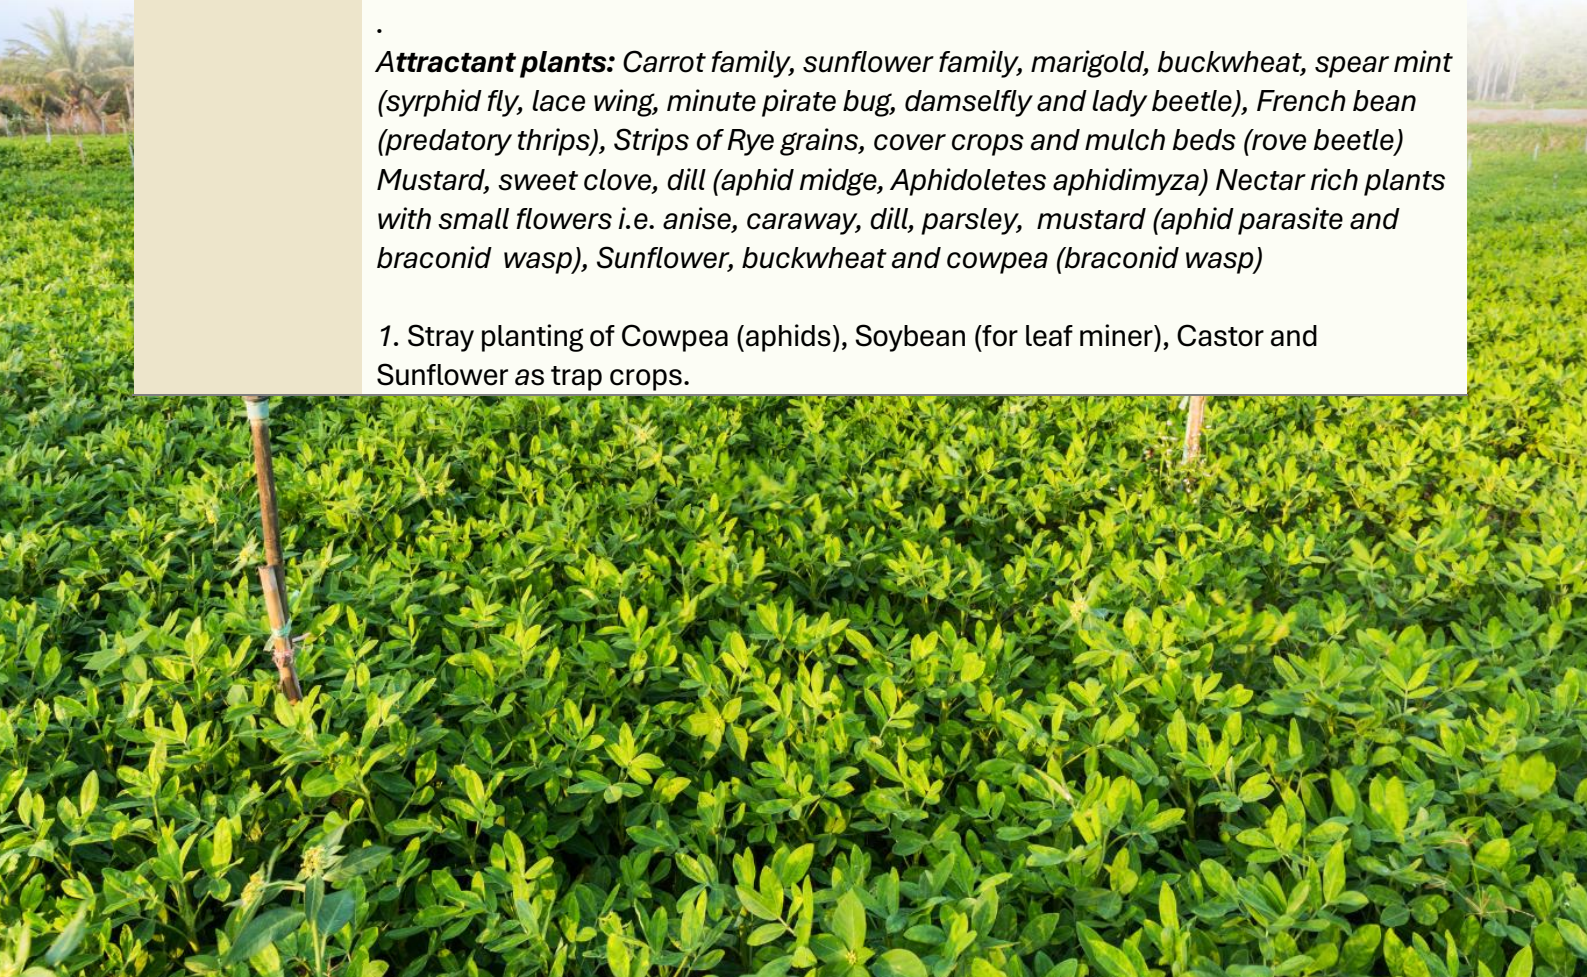 .
Attractant plants: Carrot family, sunflower family, marigold, buckwheat, spear mint
(syrphid fly, lace wing, minute pirate bug, damselfly and lady beetle), French bean
(predatory thrips), Strips of Rye grains, cover crops and mulch beds (rove beetle)
Mustard, sweet clove, dill (aphid midge, Aphidoletes aphidimyza) Nectar rich plants
with small flowers i.e. anise, caraway, dill, parsley,  mustard (aphid parasite and
braconid  wasp), Sunflower, buckwheat and cowpea (braconid wasp)
1. Stray planting of Cowpea (aphids), Soybean (for leaf miner), Castor and
Sunflower as trap crops.